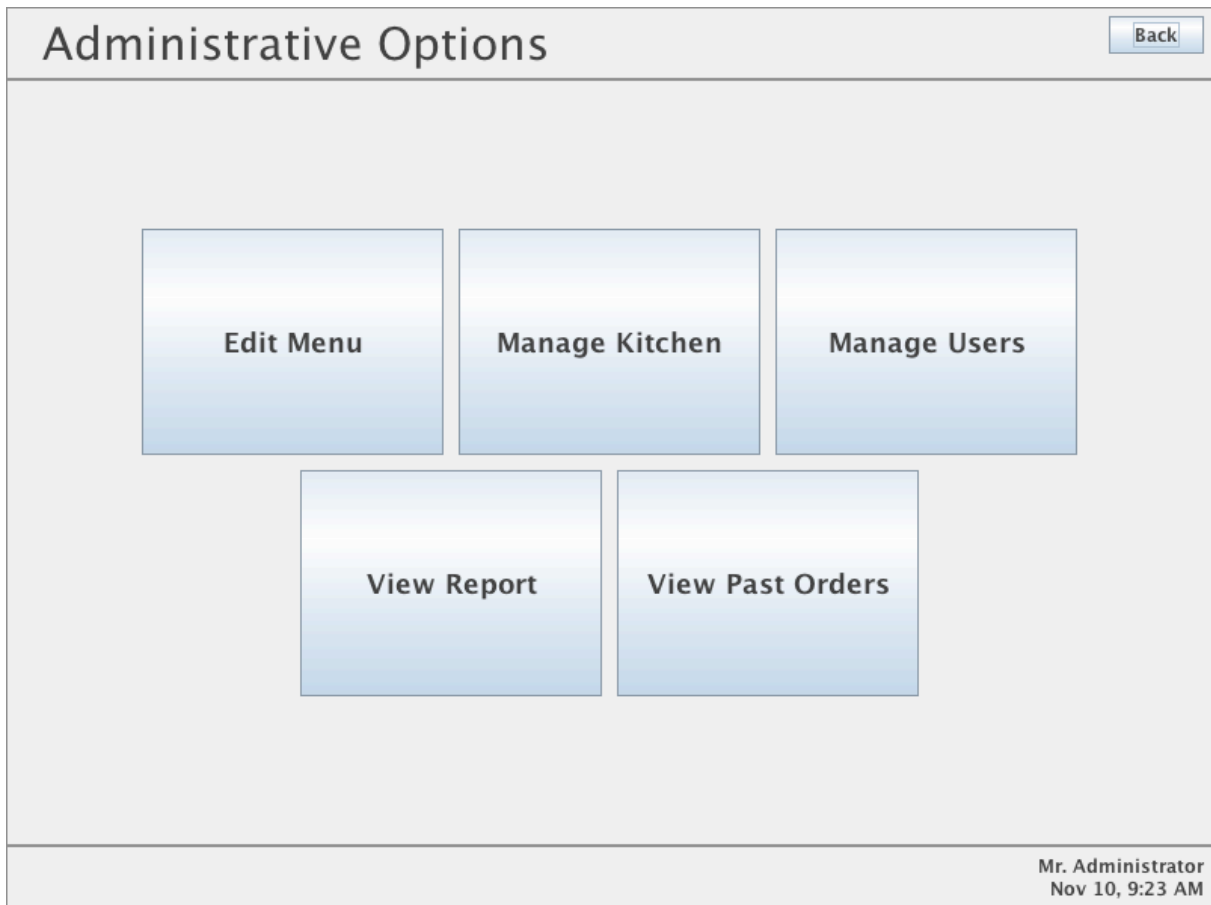 Administrative Options
Back
Edit Menu
Manage Kitchen
Manage Users
View Report
View Past Orders
Mr. Administrator
Nov 10, 9:23 AM